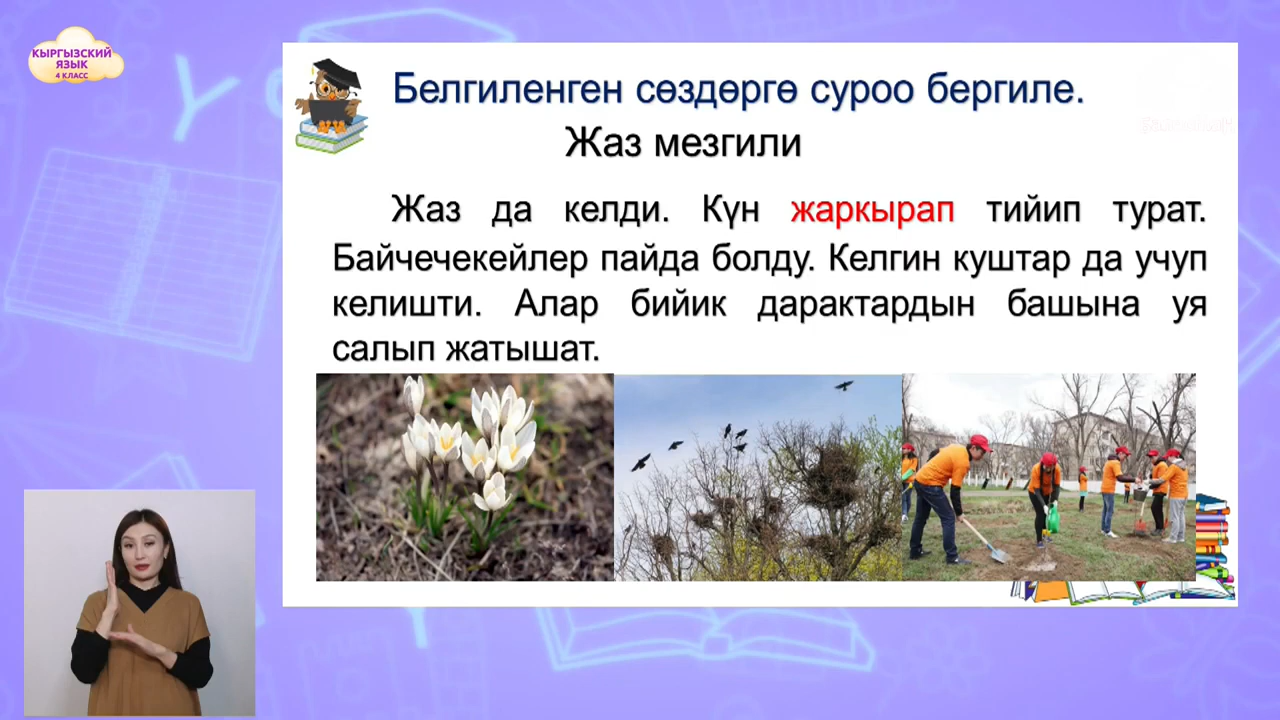 КЫРГЫЗСКИЙ
ЯЗЫК
4 КЛАСС
Белгиленген сөздөргө суроо бергиле.
Жаз мезгили
Жаз да келди. Күн жаркырап тийип турат.
Байчечекейлер пайда болду. Келгин куштар да учуп
келишти. Алар бийик дарактардын башына уя
салып жатышат.